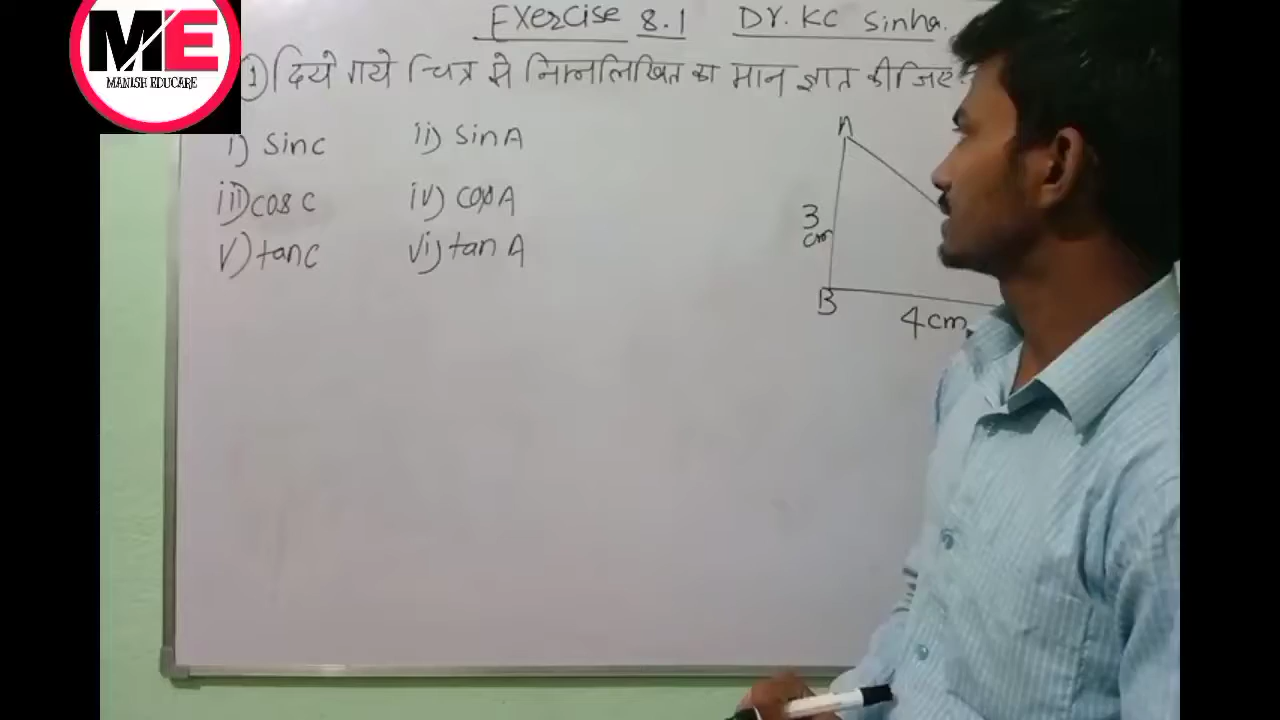 ME
MANISH EDUCARE
Exercise 8.1 Dr. KC Sinha.
1) दिये गये चित्र से निम्नलिखित का मान ज्ञात कीजिए
i) sinC ii) sinA
iii) cosC iv) cosA
v) tanC vi) tanA
A
3
cm
B
4cm